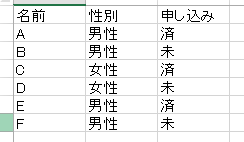 名前 性別 申し込み
A 男性 済
B 男性 未
C 女性 済
D 女性 未
E 男性 済
F 男性 未